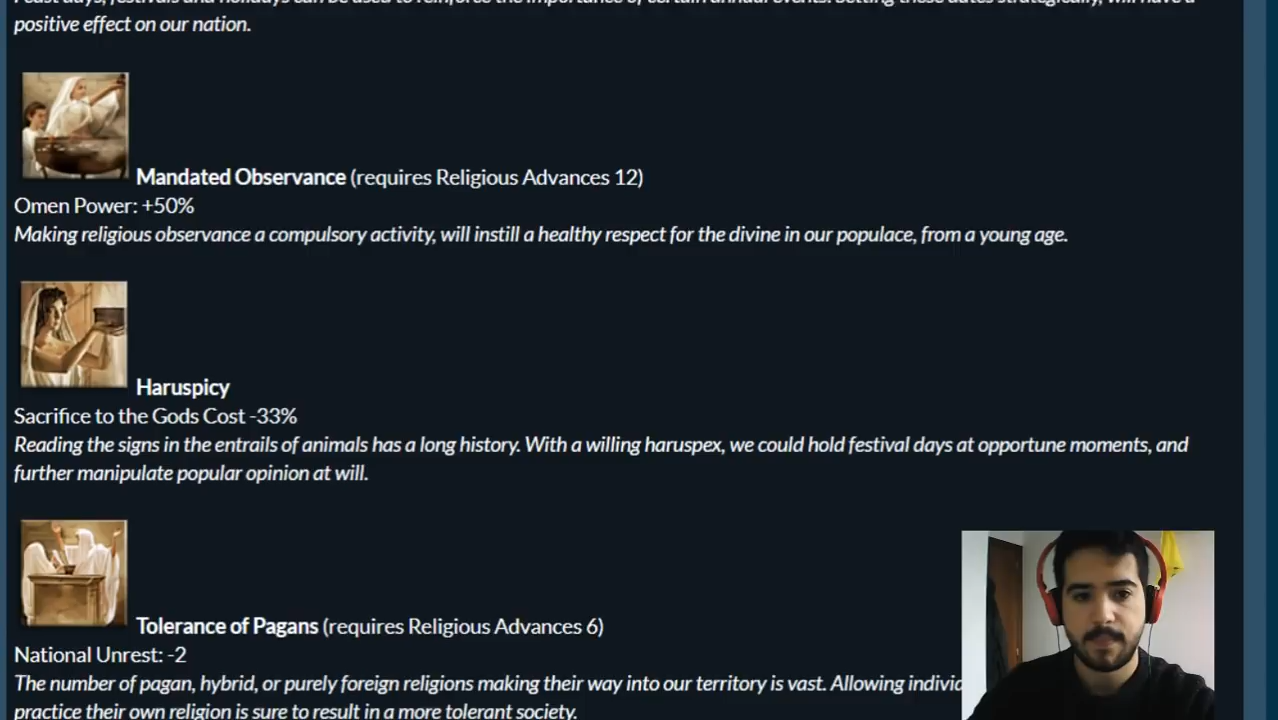 positive effect on our nation.
Mandated Observance (requires Religious Advances 12)
Omen Power: +50%
Making religious observance a compulsory activity, will instill a healthy respect for the divine in our populace, from a young age.
Haruspicy
Sacrifice to the Gods Cost -33%
Reading the signs in the entrails of animals has a long history. With a willing haruspex, we could hold festival days at opportune moments, and
further manipulate popular opinion at will.
Tolerance of Pagans (requires Religious Advances 6)
National Unrest: -2
The number of pagan, hybrid, or purely foreign religions making their way into our territory is vast. Allowing
practice their own religion is sure to result in a more tolerant society.